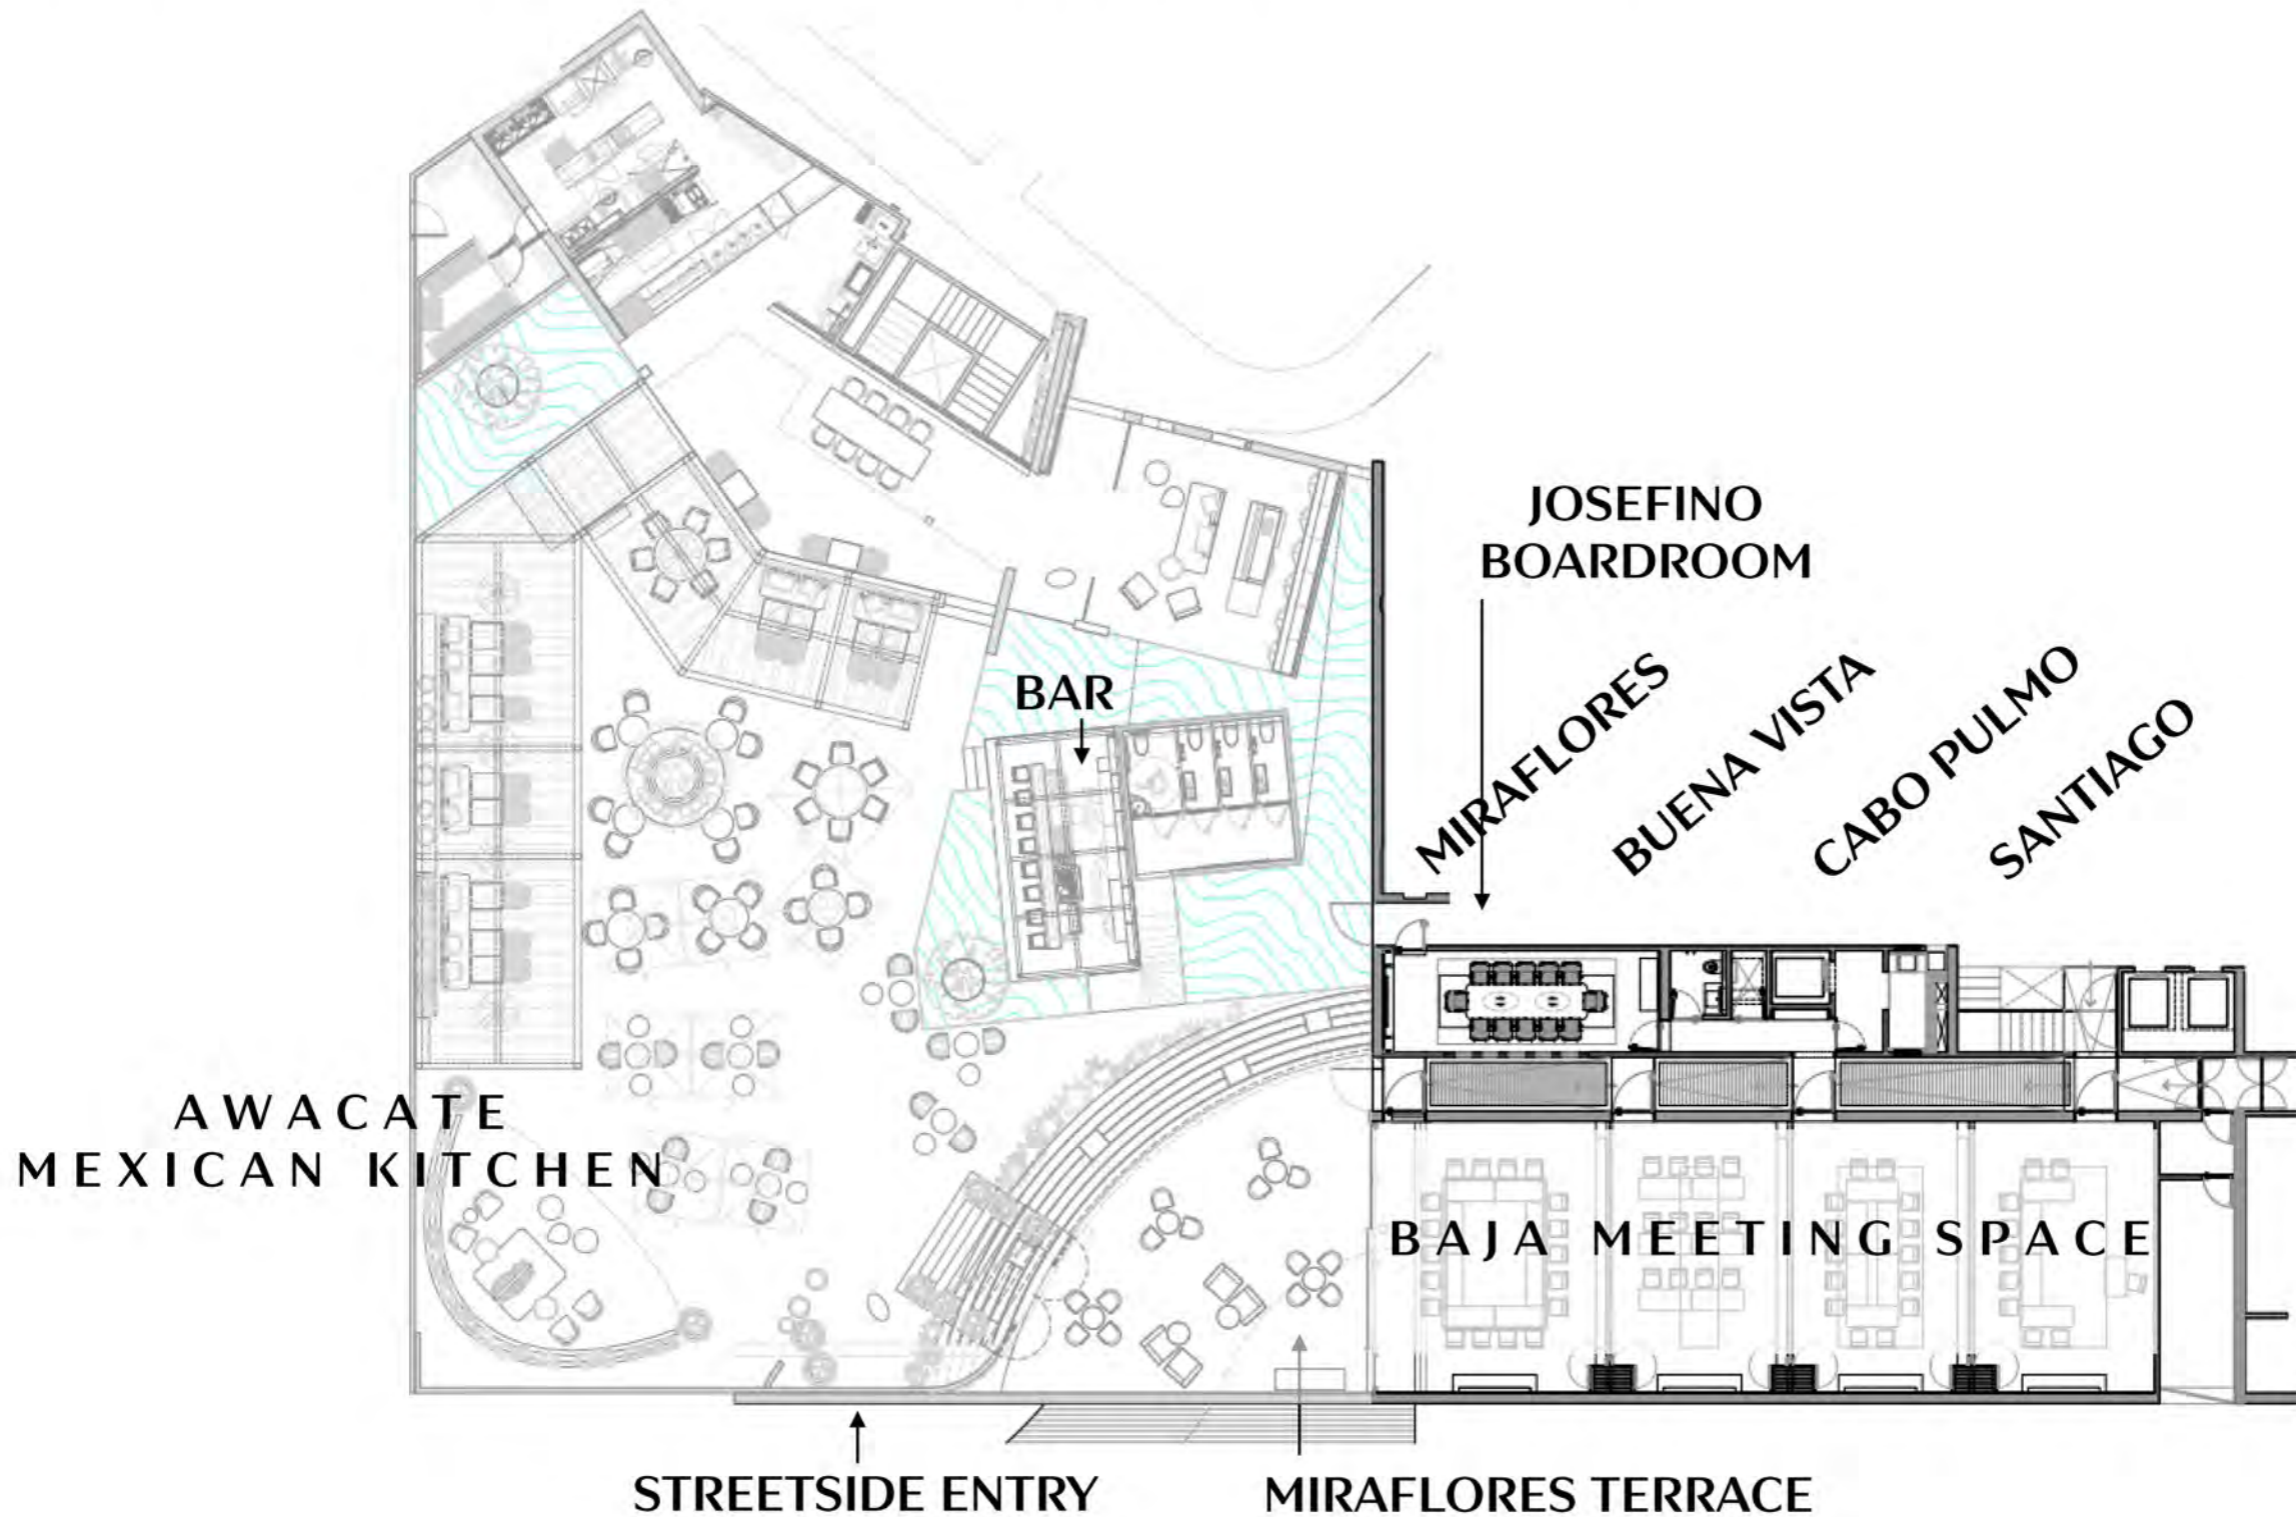 JOSEFINO
BOARDROOM
MIRAFLORES
BUENA VISTA
CABO PULMO
SANTIAGO
BAR
AWACATE
MEXICAN KITCHEN
BAJA MEETING SPACE
STREETSIDE ENTRY
MIRAFLORES TERRACE